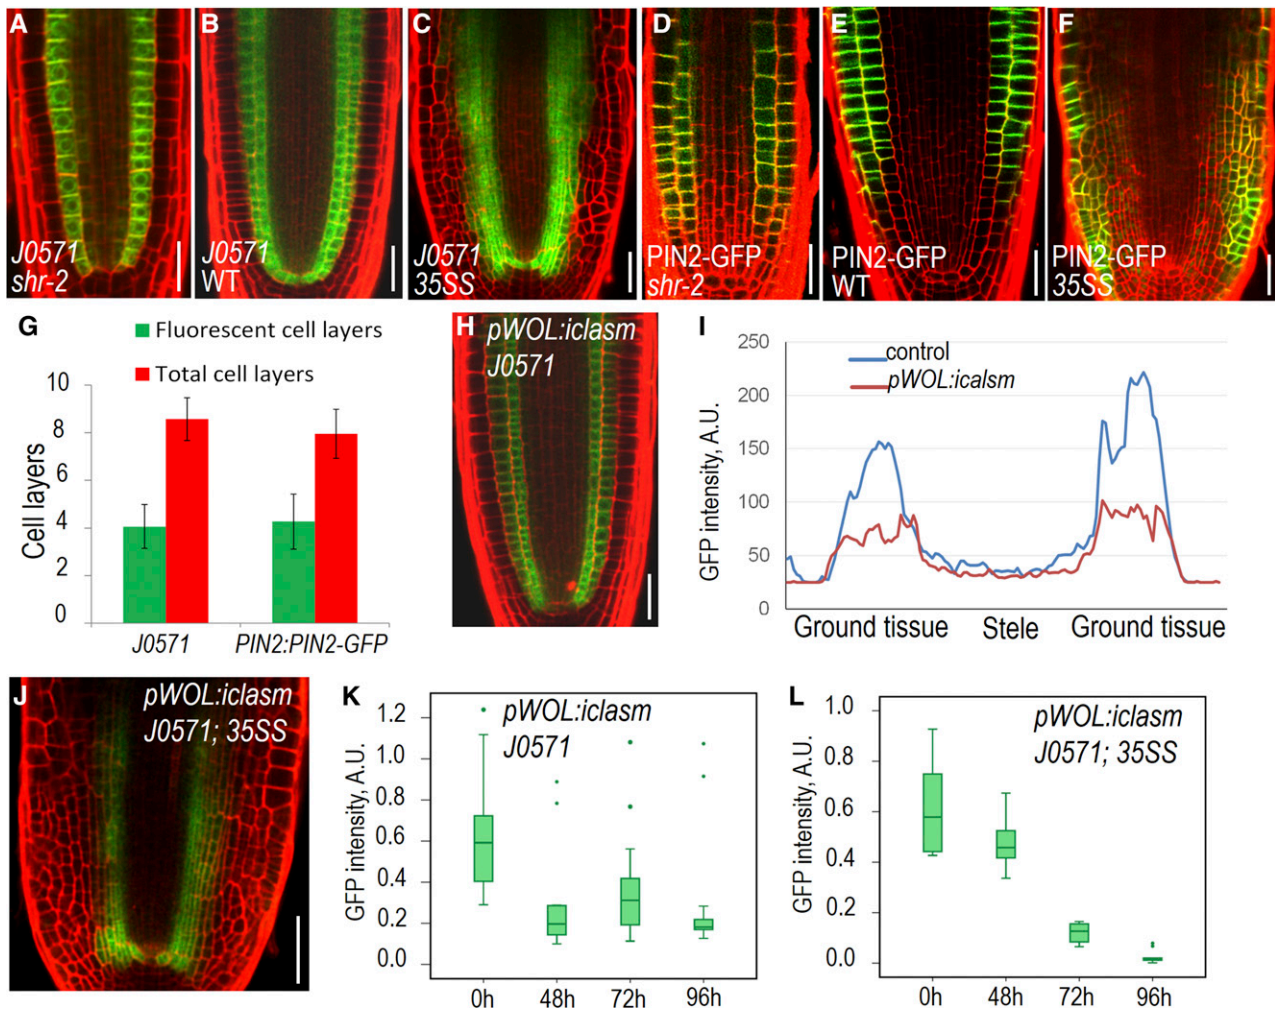 A
J0571
shr-2
B
J0571
WT
C
J0571
35SS
D
PIN2-GFP
shr-2
E
PIN2-GFP
WT
F
PIN2-GFP
35SS
G
Fluorescent cell layers
Total cell layers
Cell layers
10
8
6
4
2
0
J0571
PIN2:PIN2-GFP
H
pWOL:iclasm
J0571
I
control
pWOL:icalsm
GFP intensity, A.U.
250
200
150
100
50
0
Ground tissue
Stele
Ground tissue
J
pWOL:iclasm
J0571; 35SS
K
pWOL:iclasm
J0571
GFP intensity, A.U.
1.2
1.0
0.8
0.6
0.4
0.2
0.0
0h
48h
72h
96h
L
pWOL:iclasm
J0571; 35SS
GFP intensity, A.U.
1.0
0.8
0.6
0.4
0.2
0.0
0h
48h
72h
96h